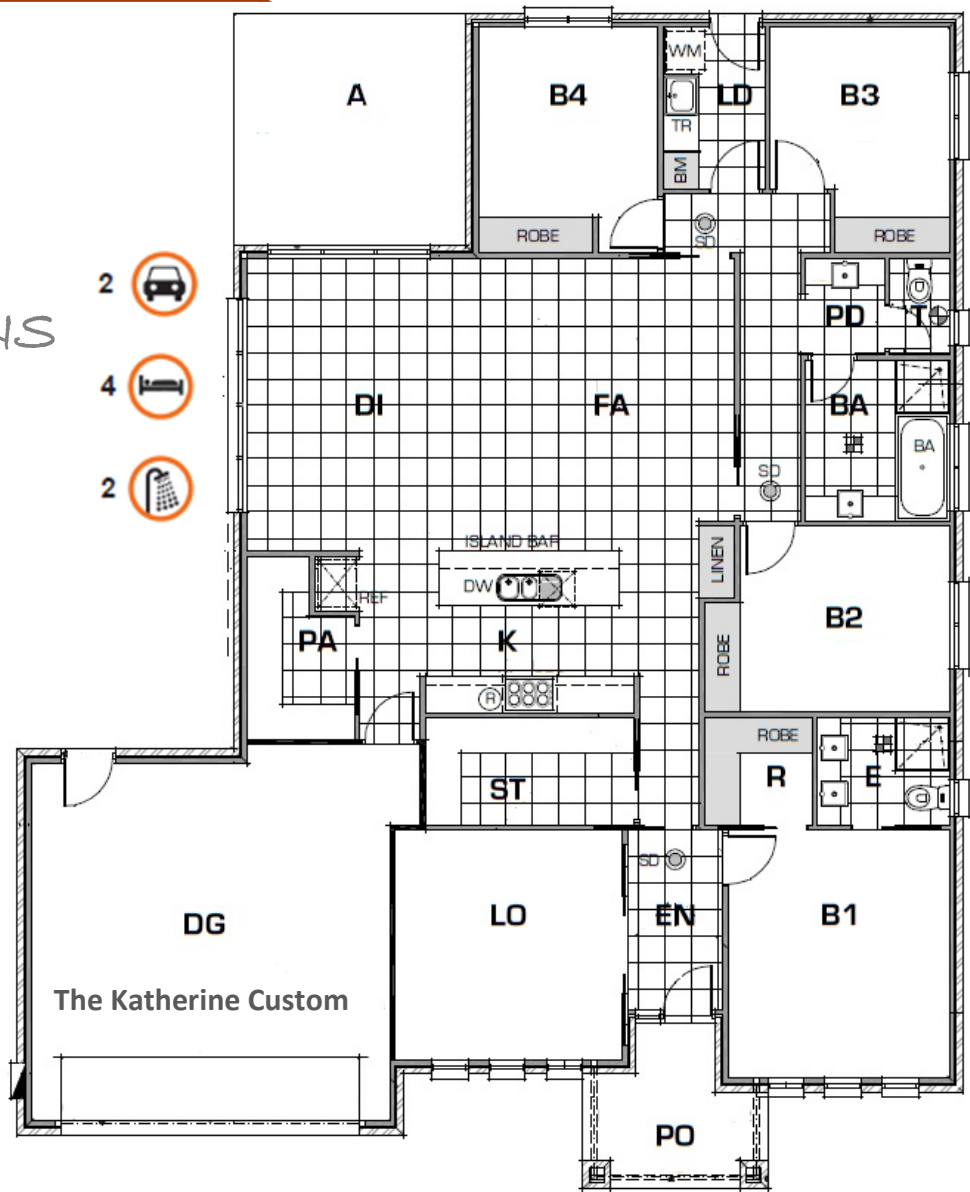 A
B4
WM
LD
B3
TR
BM
ROBE
SD
ROBE
2
PD
T
4
DI
FA
BA
BA
2
SD
ISLAND BAR
DW
LINEN
REF
PA
K
B2
ROBE
R
ROBE
ST
R
E
SD
DG
LO
EN
B1
The Katherine Custom
PO